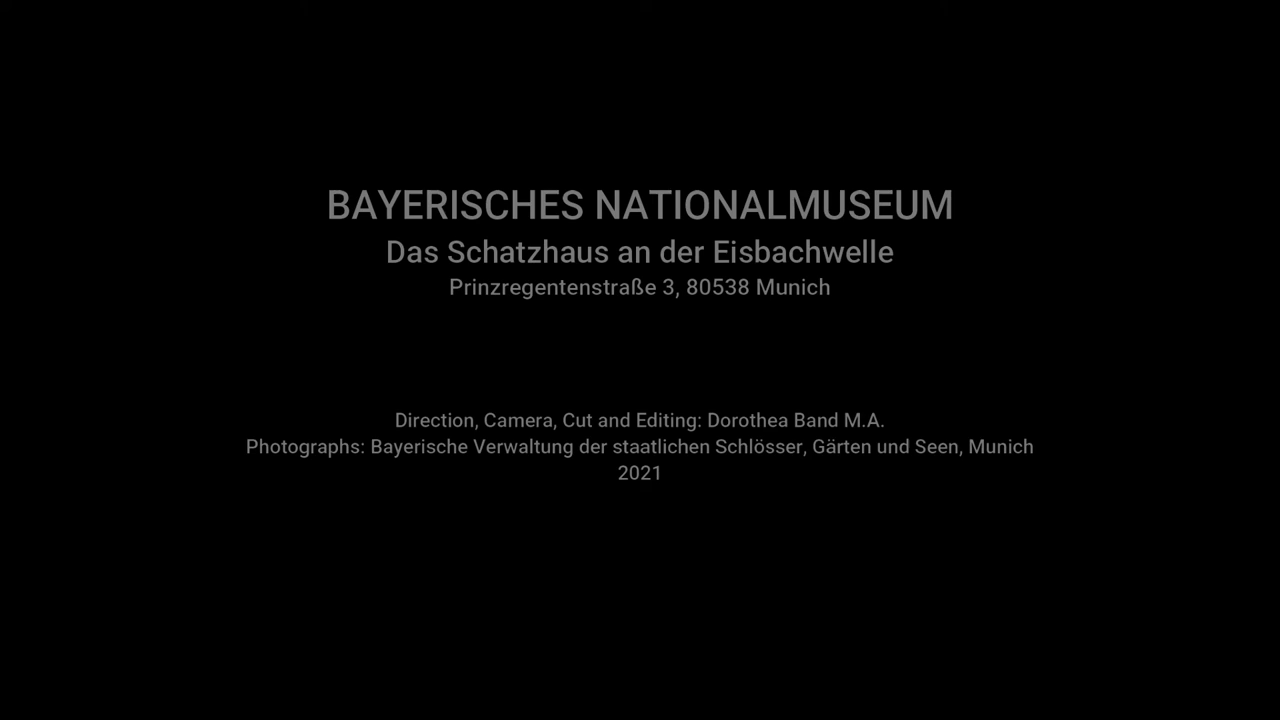 BAYERISCHES NATIONALMUSEUM
Das Schatzhaus an der Eisbachwelle
Prinzregentenstraße 3, 80538 Munich
Direction, Camera, Cut and Editing: Dorothea Band M.A.
Photographs: Bayerische Verwaltung der staatlichen Schlösser, Gärten und Seen, Munich
2021